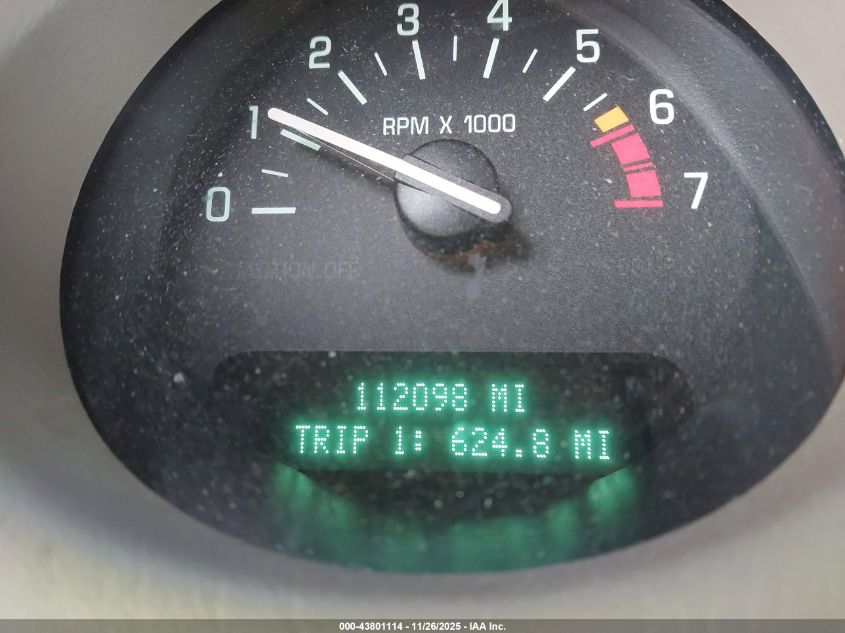 0 1 2 3 4 5 6 7
RPM X 1000
112098 MI
TRIP 1: 624.8 MI
000-43801114 - 11/26/2025 - IAA Inc.